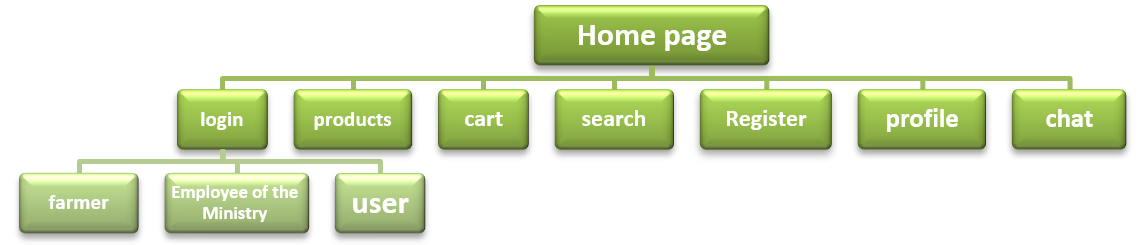 Home page
login
products
cart
search
Register
profile
chat
farmer
Employee of the
Ministry
user